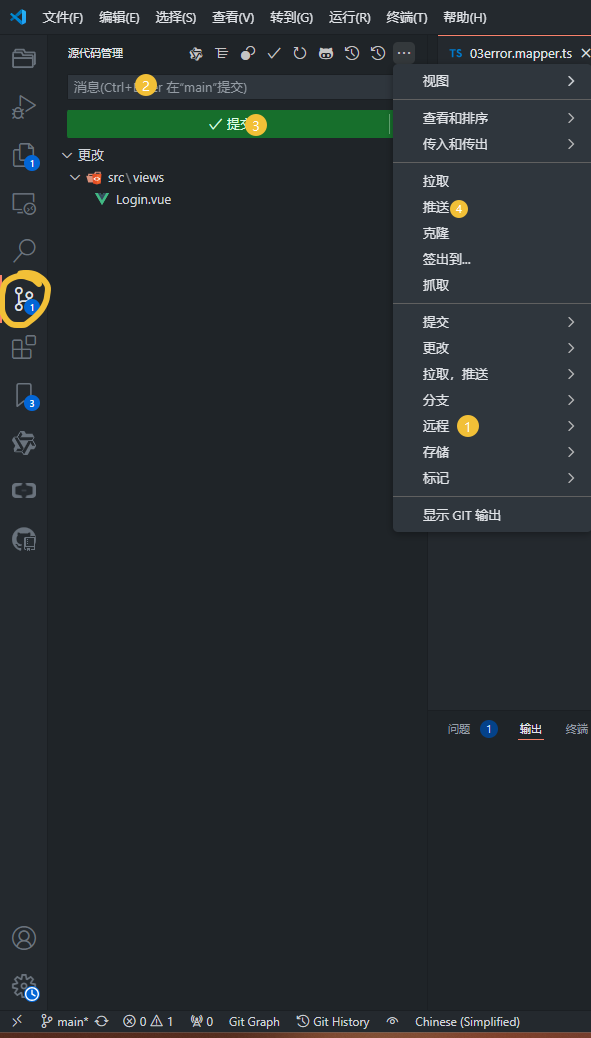 文件(F) 编辑(E) 选择(S) 查看(V) 转到(G) 运行(R) 终端(T) 帮助(H)
源代码管理
TS 03error.mapper.ts
消息(Ctrl+ 在"main"提交)
2
提交
3
更改
src\views
Login.vue
1
1
3
视图
查看和排序
传入和传出
拉取
推送 4
克隆
签出到...
抓取
提交
更改
拉取，推送
分支
远程 1
存储
标记
显示 GIT 输出
问题 1 输出 终端
main* 0 1 0 Git Graph Git History Chinese (Simplified)